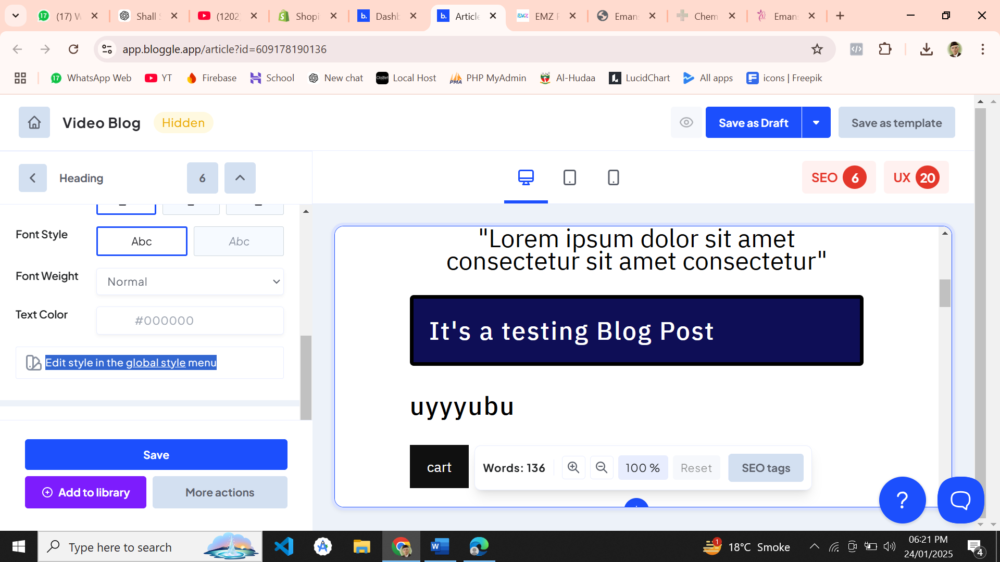 (17) W
Shall S
(1202
Shopi
Dashb
Article
EMZ P
Eman
Chem
Eman
app.bloggle.app/article?id=609178190136
WhatsApp Web
YT
Firebase
School
New chat
Local Host
PHP MyAdmin
Al-Hudaa
LucidChart
All apps
icons | Freepik
Video Blog
Hidden
Save as Draft
Save as template
Heading
6
SEO 6
UX 20
Font Style
Abc
Abc
Font Weight
Normal
Text Color
#000000
Edit style in the global style menu
Save
Add to library
More actions
"Lorem ipsum dolor sit amet
consectetur sit amet consectetur"
It's a testing Blog Post
uyyyubu
cart
Words: 136
100 %
Reset
SEO tags
?
Type here to search
1
18°C Smoke
06:21 PM
24/01/2025
4